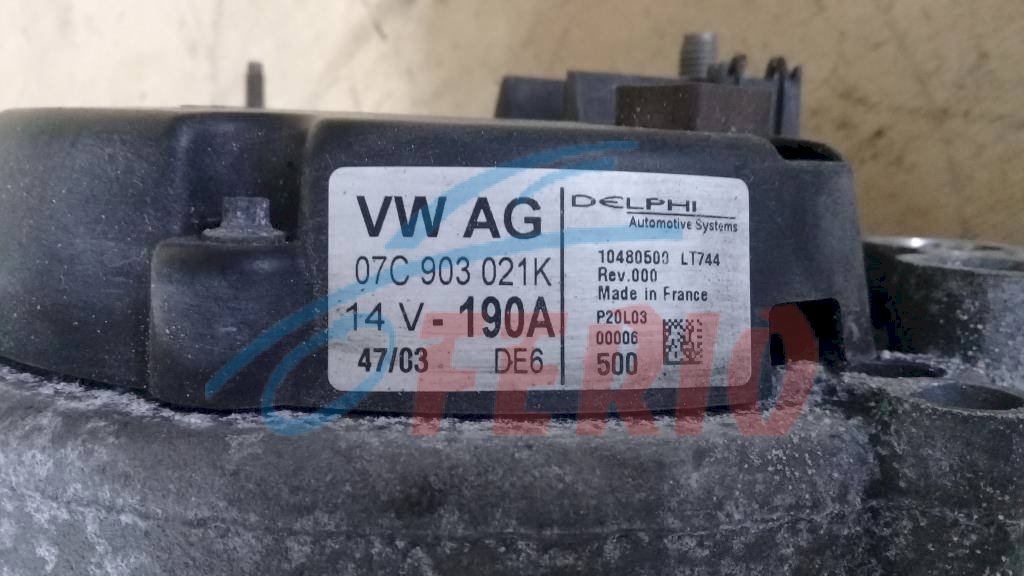 VW AG
07C 903 021K
14 V - 190A
47/03 DE6
DELPHI
Automotive Systems
10480500 LT744
Rev.000
Made in France
P20L03
00006
500
FERIO